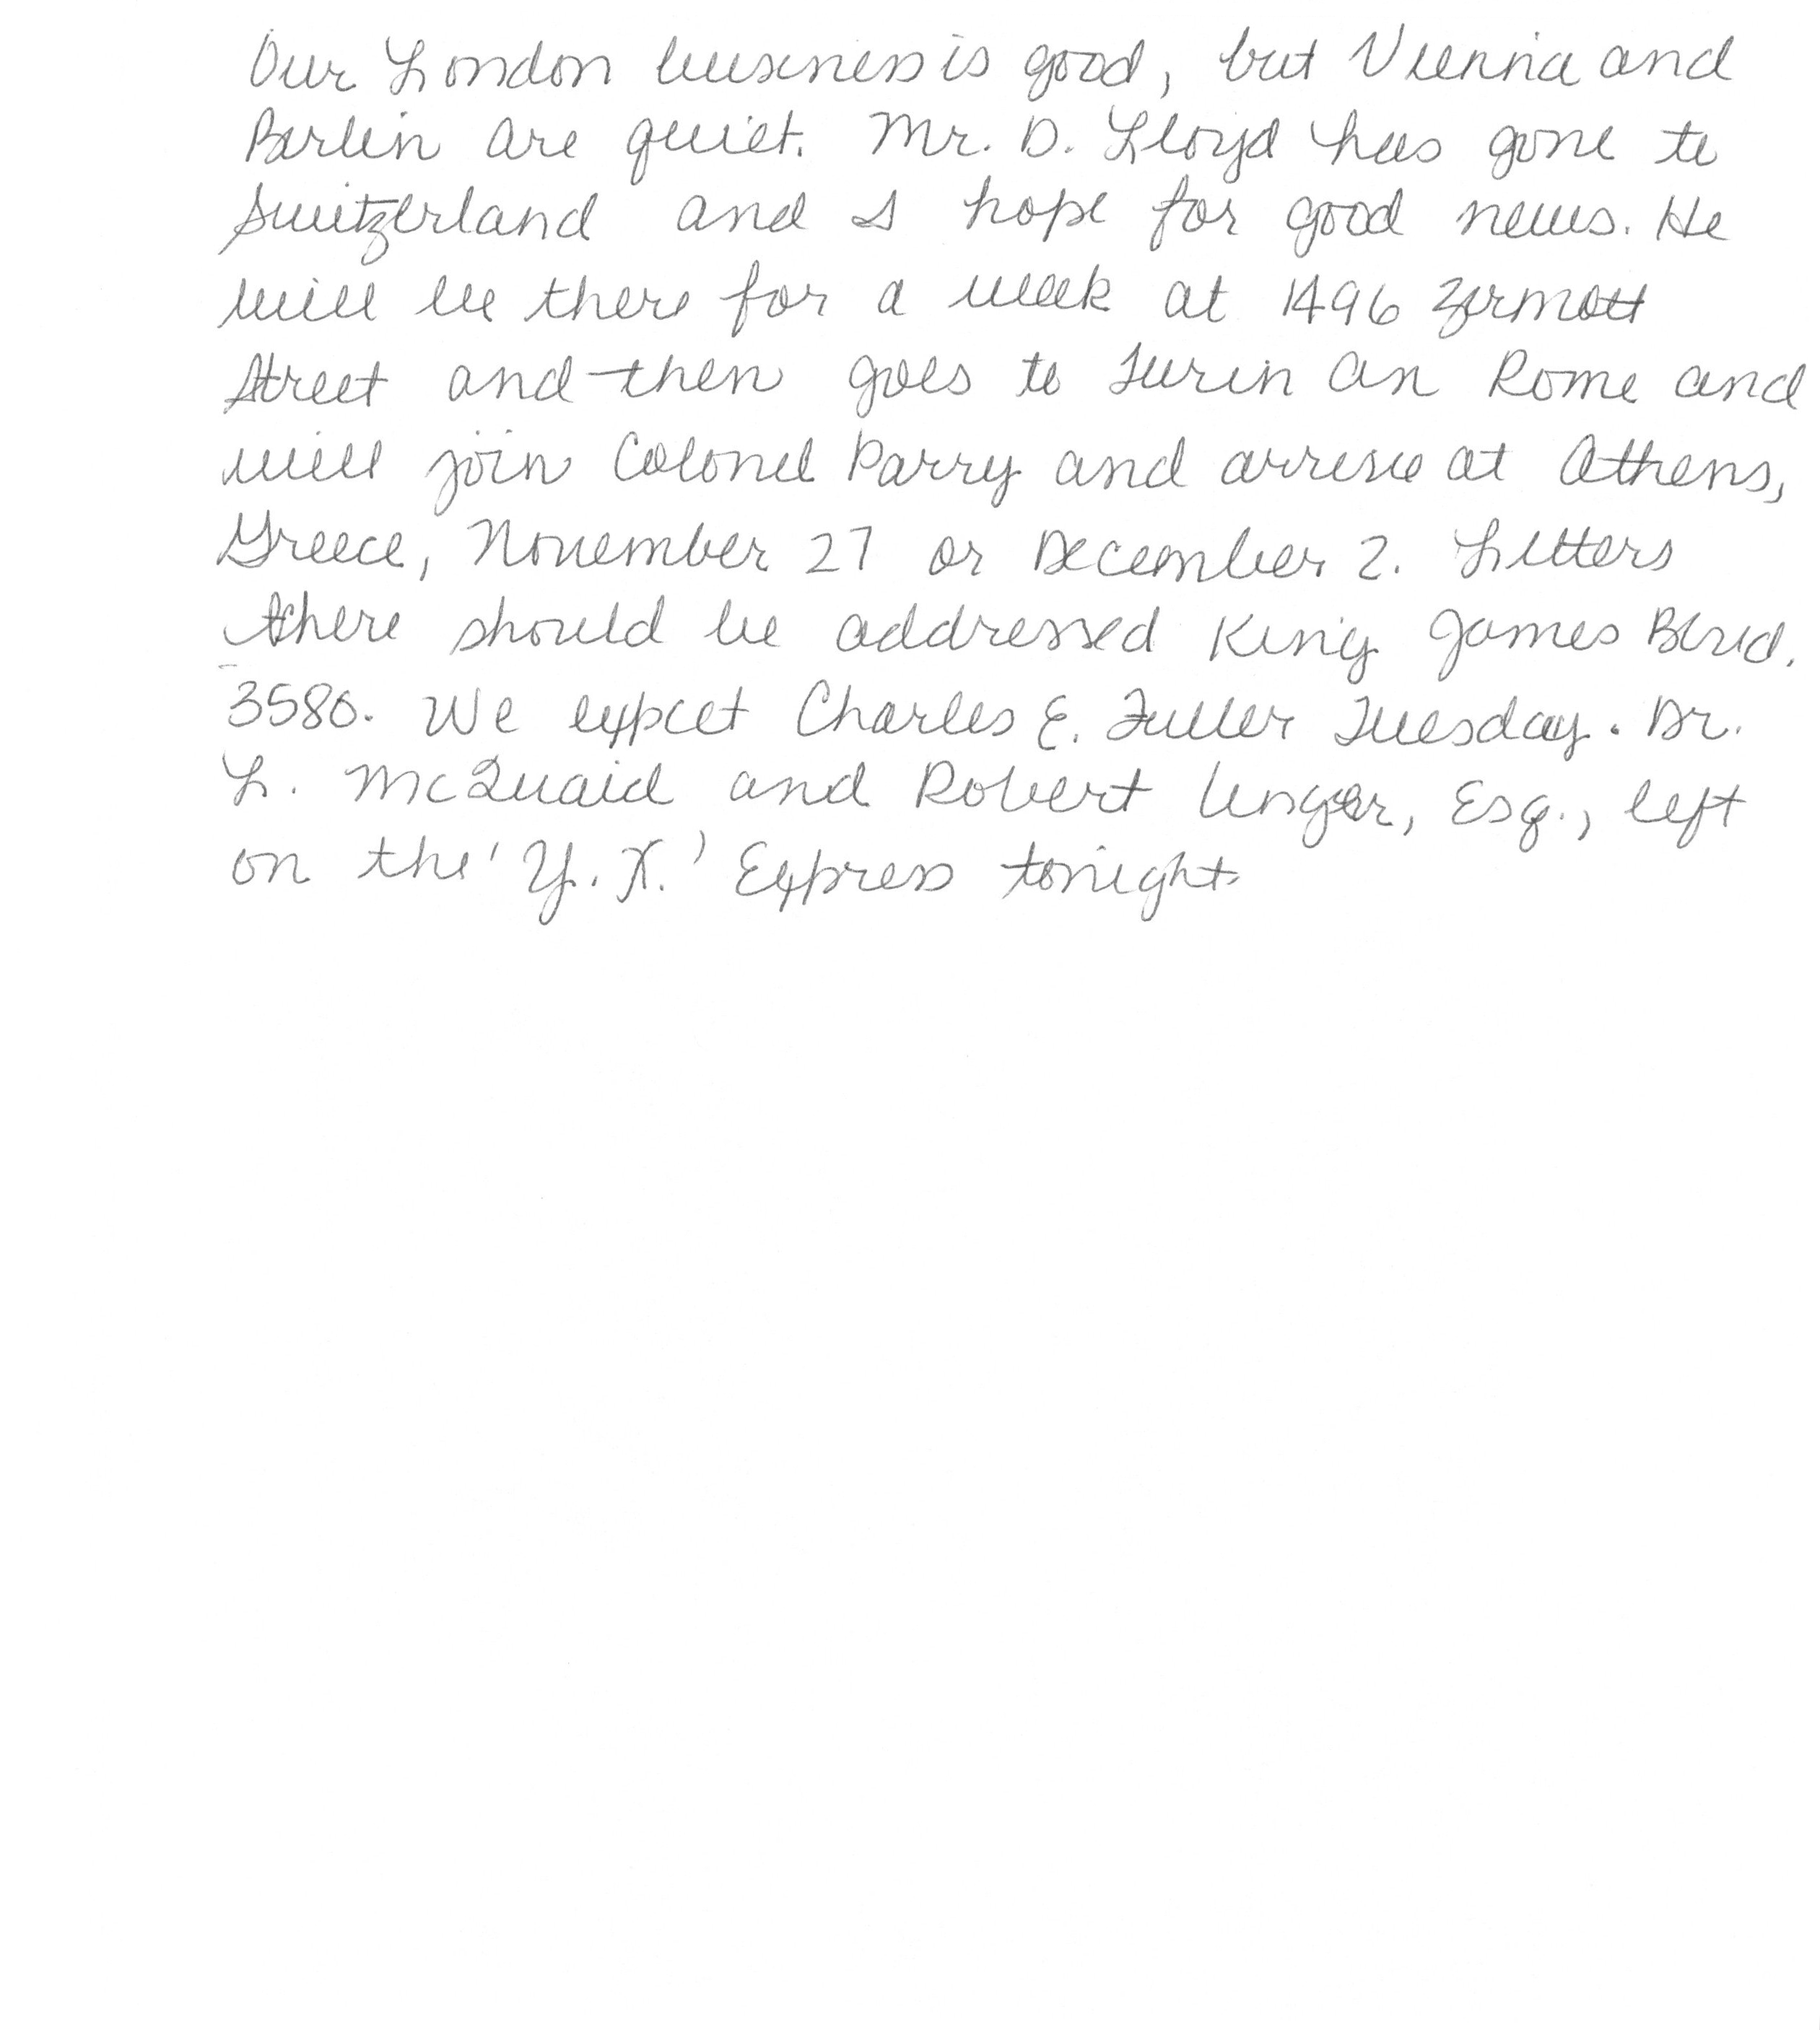 Our London business is good, but Vienna and
Berlin are quiet. Mr. D. Lloyd has gone to
Switzerland and I hope for good news. He
will be there for a week at 1496 Zermott
Street and then goes to Turin an Rome and
will join Colonel Parry and arrive at Athens,
Greece, November 27 or December 2. Letters
there should be addressed King James Blvd.
3580. We expect Charles E. Fuller Tuesday. Dr.
L. McQuaid and Robert Unger, Esq., left
on the 'Y. X.' Express tonight